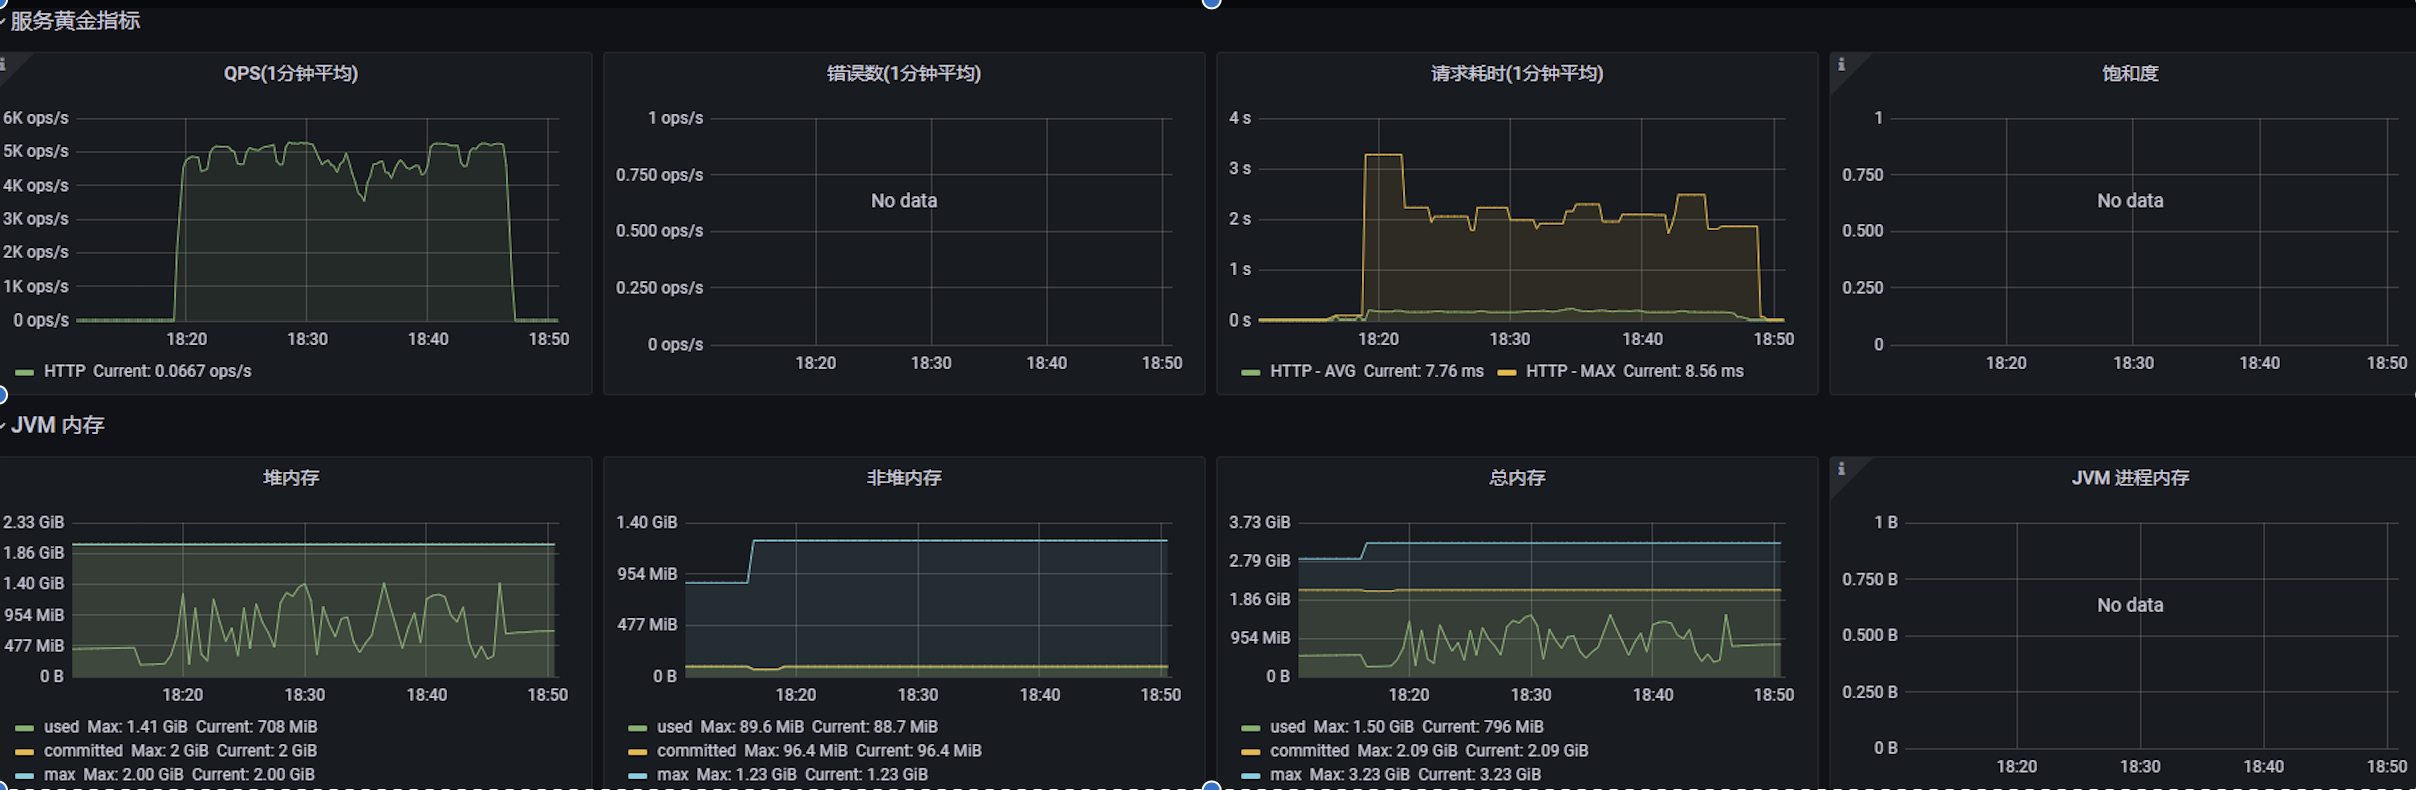 服务黄金指标
QPS(1分钟平均)
6K ops/s
5K ops/s
4K ops/s
3K ops/s
2K ops/s
1K ops/s
0 ops/s
18:20 18:30 18:40 18:50
HTTP Current: 0.0667 ops/s
错误数(1分钟平均)
1 ops/s
0.750 ops/s
0.500 ops/s
0.250 ops/s
0 ops/s
No data
18:20 18:30 18:40 18:50
请求耗时(1分钟平均)
4 s
3 s
2 s
1 s
0 s
18:20 18:30 18:40 18:50
HTTP - AVG Current: 7.76 ms HTTP - MAX Current: 8.56 ms
饱和度
1
0.750
0.500
0.250
0
No data
18:20 18:30 18:40 18:50
JVM 内存
堆内存
2.33 GiB
1.86 GiB
1.40 GiB
954 MiB
477 MiB
0 B
18:20 18:30 18:40 18:50
used Max: 1.41 GiB Current: 708 MiB
committed Max: 2 GiB Current: 2 GiB
max Max: 2.00 GiB Current: 2.00 GiB
非堆内存
1.40 GiB
954 MiB
477 MiB
0 B
18:20 18:30 18:40 18:50
used Max: 89.6 MiB Current: 88.7 MiB
committed Max: 96.4 MiB Current: 96.4 MiB
max Max: 1.23 GiB Current: 1.23 GiB
总内存
3.73 GiB
2.79 GiB
1.86 GiB
954 MiB
0 B
18:20 18:30 18:40 18:50
used Max: 1.50 GiB Current: 796 MiB
committed Max: 2.09 GiB Current: 2.09 GiB
max Max: 3.23 GiB Current: 3.23 GiB
JVM 进程内存
1 B
0.750 B
0.500 B
0.250 B
0 B
No data
18:20 18:30 18:40 18:50